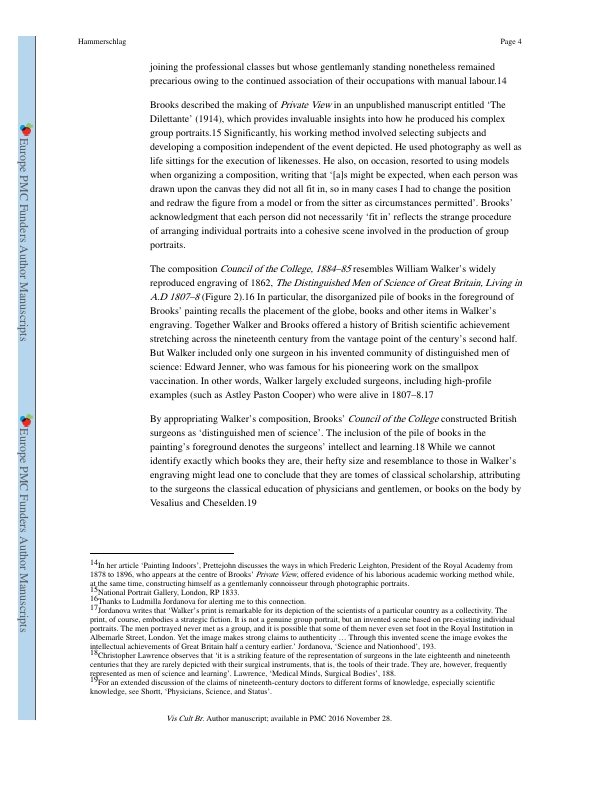 Hammerschlag
Page 4
joining the professional classes but whose gentlemanly standing nonetheless remained
precarious owing to the continued association of their occupations with manual labour.14
Brooks described the making of Private View in an unpublished manuscript entitled ‘The
Dilettante’ (1914), which provides invaluable insights into how he produced his complex
group portraits.15 Significantly, his working method involved selecting subjects and
developing a composition independent of the event depicted. He used photography as well as
life sittings for the execution of likenesses. He also, on occasion, resorted to using models
when organizing a composition, writing that ‘[a]s might be expected, when each person was
drawn upon the canvas they did not all fit in, so in many cases I had to change the position
and redraw the figure from a model or from the sitter as circumstances permitted’. Brooks’
acknowledgment that each person did not necessarily ‘fit in’ reflects the strange procedure
of arranging individual portraits into a cohesive scene involved in the production of group
portraits.
The composition Council of the College, 1884–85 resembles William Walker’s widely
reproduced engraving of 1862, The Distinguished Men of Science of Great Britain, Living in
A.D 1807–8 (Figure 2).16 In particular, the disorganized pile of books in the foreground of
Brooks’ painting recalls the placement of the globe, books and other items in Walker’s
engraving. Together Walker and Brooks offered a history of British scientific achievement
stretching across the nineteenth century from the vantage point of the century’s second half.
But Walker included only one surgeon in his invented community of distinguished men of
science: Edward Jenner, who was famous for his pioneering work on the smallpox
vaccination. In other words, Walker largely excluded surgeons, including high-profile
examples (such as Astley Paston Cooper) who were alive in 1807–8.17
By appropriating Walker’s composition, Brooks’ Council of the College constructed British
surgeons as ‘distinguished men of science’. The inclusion of the pile of books in the
painting’s foreground denotes the surgeons’ intellect and learning.18 While we cannot
identify exactly which books they are, their hefty size and resemblance to those in Walker’s
engraving might lead one to conclude that they are tomes of classical scholarship, attributing
to the surgeons the classical education of physicians and gentlemen, or books on the body by
Vesalius and Cheselden.19
14In her article ‘Painting Indoors’, Prettejohn discusses the ways in which Frederic Leighton, President of the Royal Academy from
1878 to 1896, who appears at the centre of Brooks’ Private View, offered evidence of his laborious academic working method while,
at the same time, constructing himself as a gentlemanly connoisseur through photographic portraits.
15National Portrait Gallery, London, RP 1833.
16Thanks to Ludmilla Jordanova for alerting me to this connection.
17Jordanova writes that ‘Walker’s print is remarkable for its depiction of the scientists of a particular country as a collectivity. The
print, of course, embodies a strategic fiction. It is not a genuine group portrait, but an invented scene based on pre-existing individual
portraits. The men portrayed never met as a group, and it is possible that some of them never even set foot in the Royal Institution in
Albemarle Street, London. Yet the image makes strong claims to authenticity … Through this invented scene the image evokes the
intellectual achievements of Great Britain half a century earlier.’ Jordanova, ‘Science and Nationhood’, 193.
18Christopher Lawrence observes that ‘it is a striking feature of the representation of surgeons in the late eighteenth and nineteenth
centuries that they are rarely depicted with their surgical instruments, that is, the tools of their trade. They are, however, frequently
represented as men of science and learning’. Lawrence, ‘Medical Minds, Surgical Bodies’, 188.
19For an extended discussion of the claims of nineteenth-century doctors to different forms of knowledge, especially scientific
knowledge, see Shortt, ‘Physicians, Science, and Status’.
Vis Cult Br. Author manuscript; available in PMC 2016 November 28.
Europe PMC Funders Author Manuscripts
Europe PMC Funders Author Manuscripts